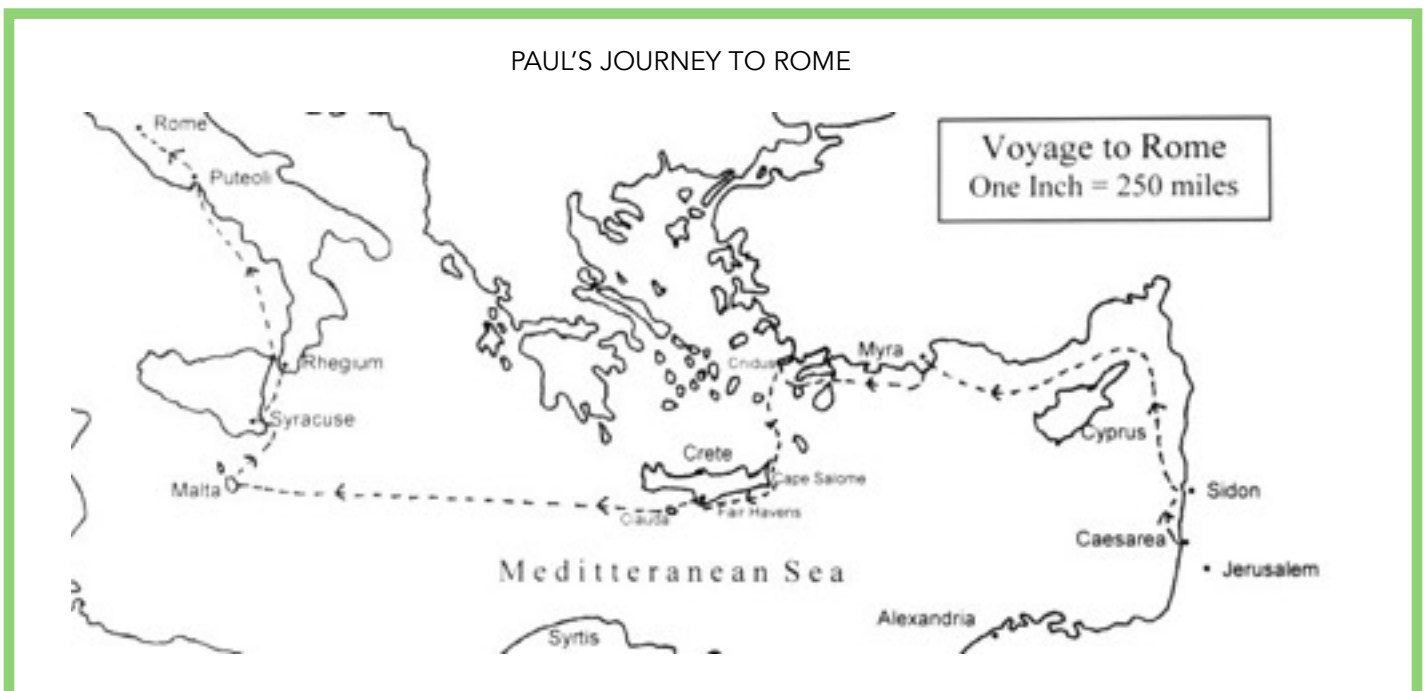 PAUL'S JOURNEY TO ROME
Voyage to Rome
One Inch = 250 miles
Rome
Puteoli
Rhegium
Syracuse
Malta
Cnidus
Myra
Cyprus
Crete
Cape Salome
Fair Havens
Clauda
Sidon
Caesarea
Jerusalem
Meditteranean Sea
Alexandria
Syrtis